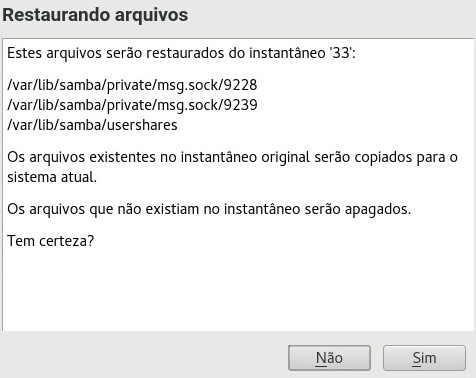 Restaurando arquivos
Estes arquivos serão restaurados do instantâneo '33':
/var/lib/samba/private/msg.sock/9228
/var/lib/samba/private/msg.sock/9239
/var/lib/samba/usershares
Os arquivos existentes no instantâneo original serão copiados para o
sistema atual.
Os arquivos que não existiam no instantâneo serão apagados.
Tem certeza?
Não
Sim